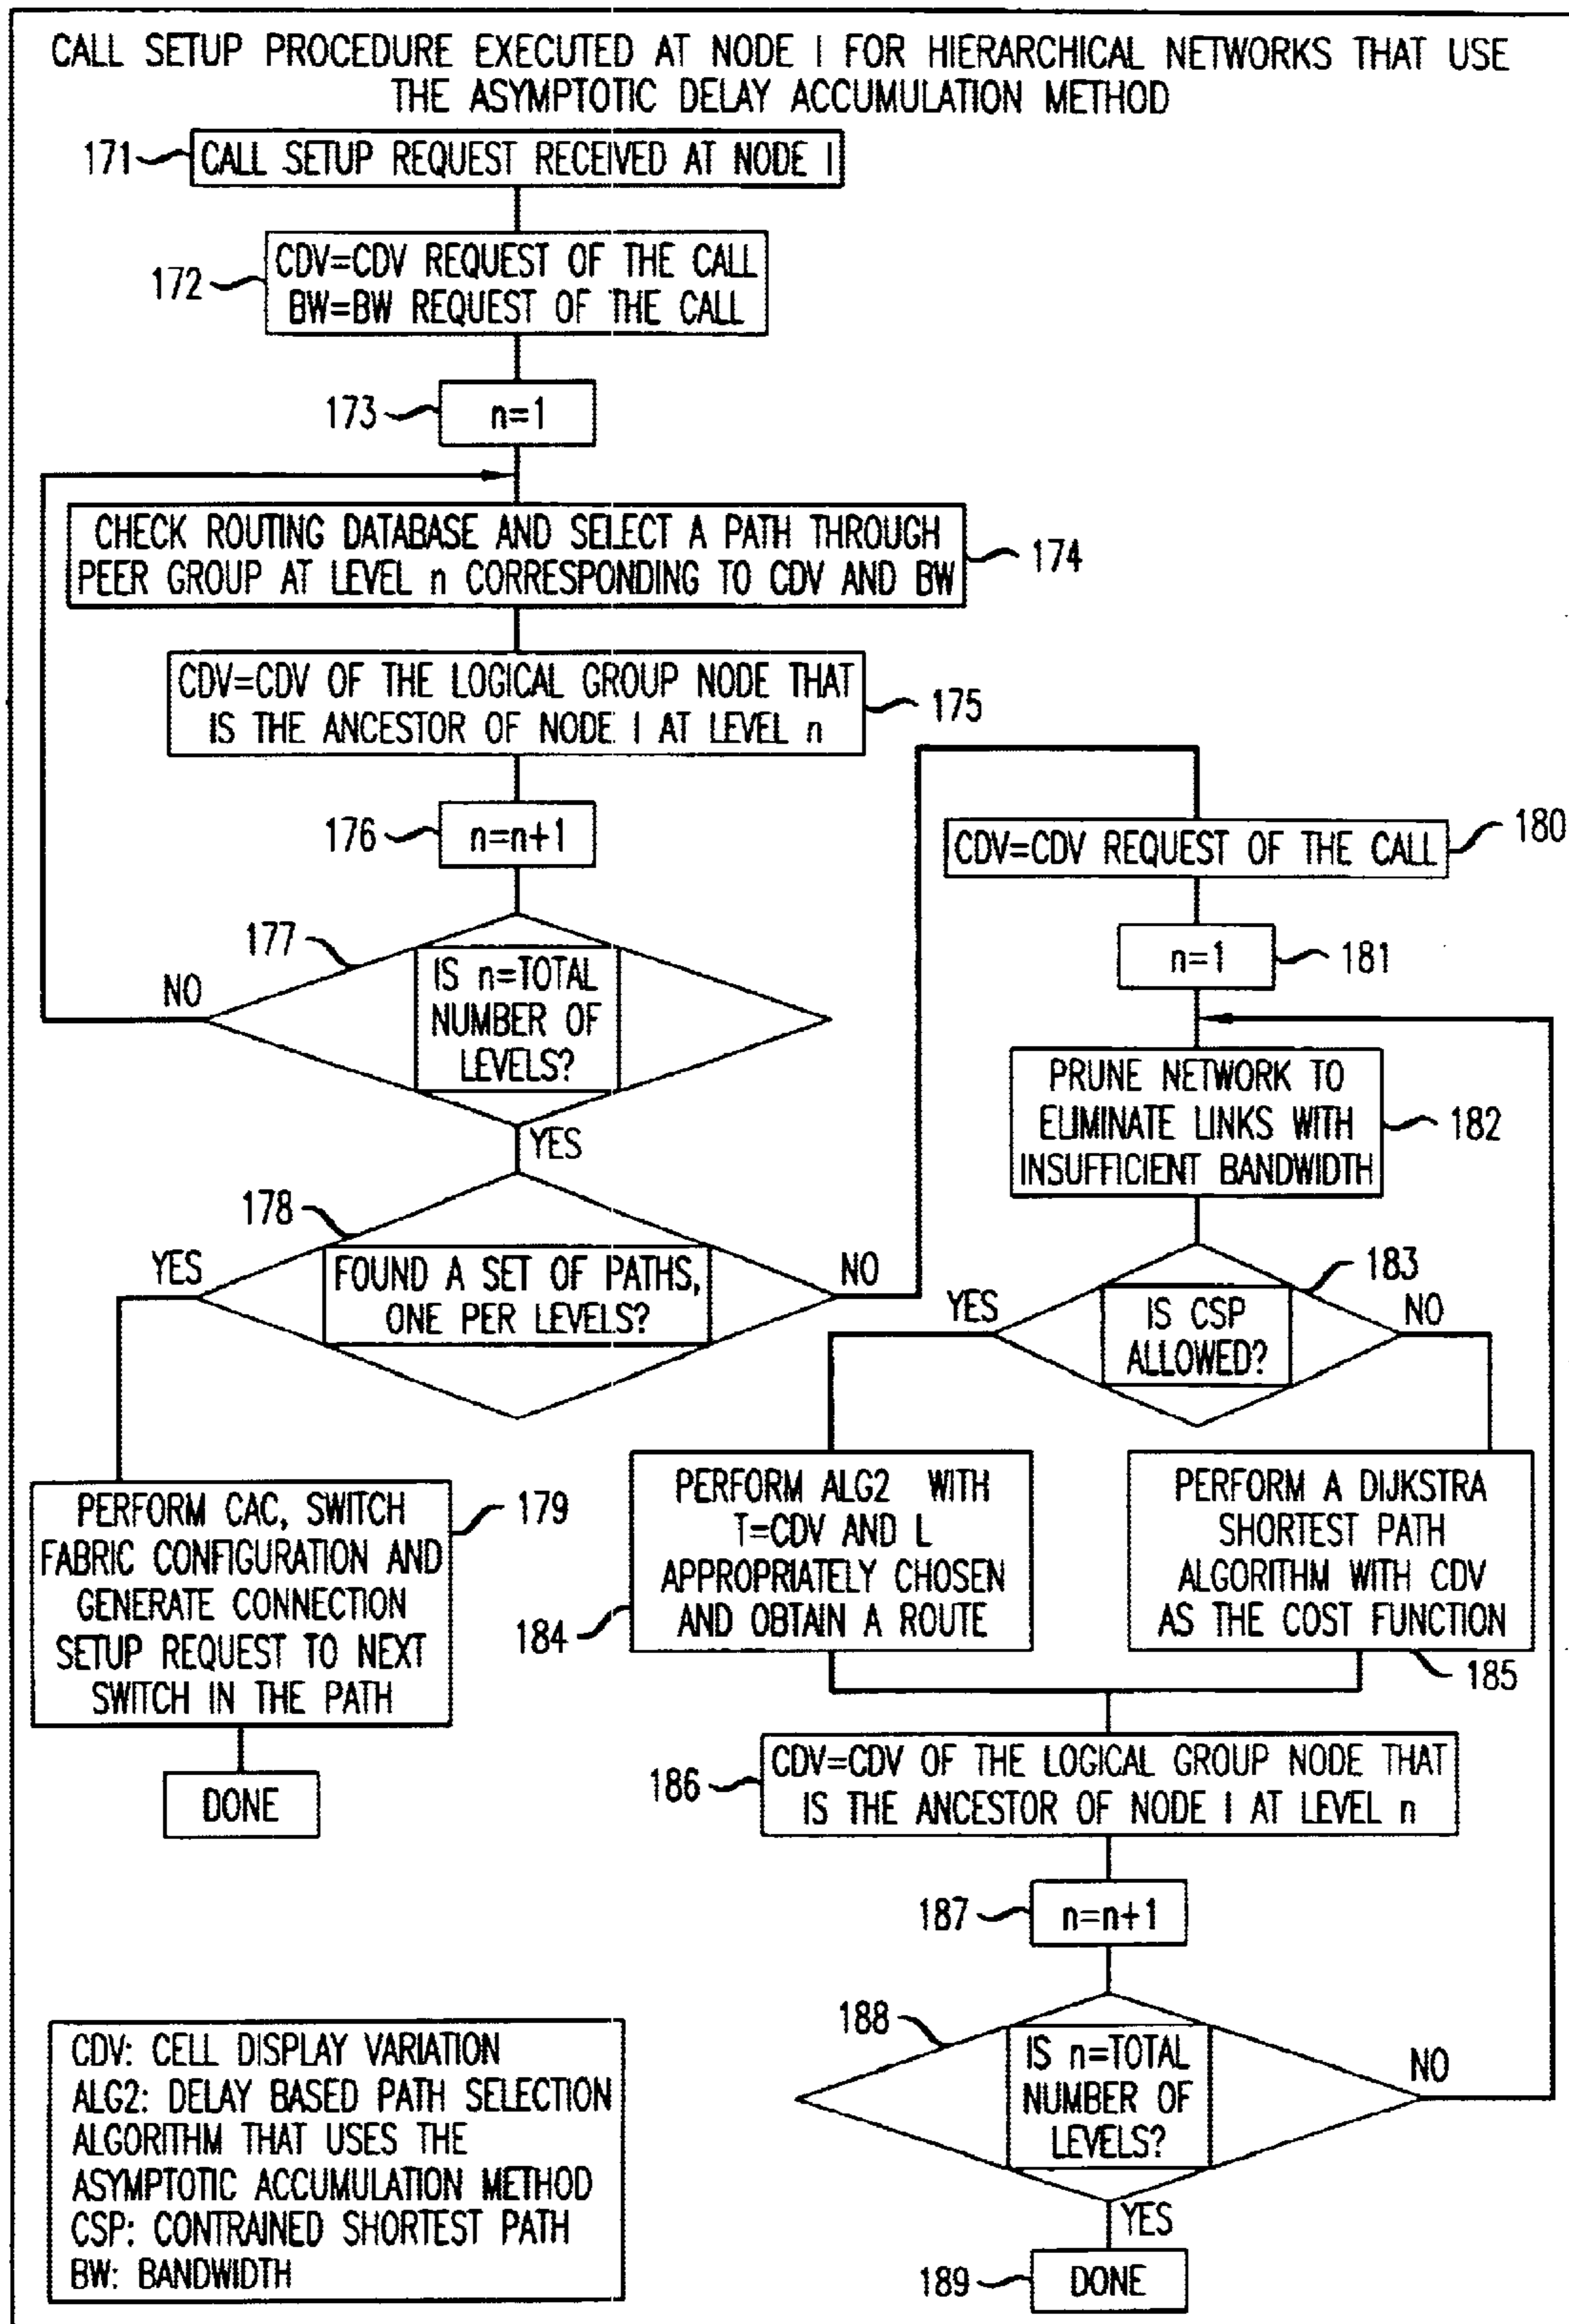 CALL SETUP PROCEDURE EXECUTED AT NODE I FOR HIERARCHICAL NETWORKS THAT USE
THE ASYMPTOTIC DELAY ACCUMULATION METHOD
171
CALL SETUP REQUEST RECEIVED AT NODE I
172
CDV=CDV REQUEST OF THE CALL
BW=BW REQUEST OF THE CALL
173
n=1
CHECK ROUTING DATABASE AND SELECT A PATH THROUGH
PEER GROUP AT LEVEL n CORRESPONDING TO CDV AND BW
174
CDV=CDV OF THE LOGICAL GROUP NODE THAT
IS THE ANCESTOR OF NODE I AT LEVEL n
175
176
n=n+1
177
NO
IS n=TOTAL
NUMBER OF
LEVELS?
YES
178
YES
FOUND A SET OF PATHS,
ONE PER LEVELS?
NO
PERFORM CAC, SWITCH
FABRIC CONFIGURATION AND
GENERATE CONNECTION
SETUP REQUEST TO NEXT
SWITCH IN THE PATH
179
DONE
CDV=CDV REQUEST OF THE CALL
180
n=1
181
PRUNE NETWORK TO
ELIMINATE LINKS WITH
INSUFFICIENT BANDWIDTH
182
183
YES
IS CSP
ALLOWED?
NO
PERFORM ALG2 WITH
T=CDV AND L
APPROPRIATELY CHOSEN
AND OBTAIN A ROUTE
184
PERFORM A DIJKSTRA
SHORTEST PATH
ALGORITHM WITH CDV
AS THE COST FUNCTION
185
186
CDV=CDV OF THE LOGICAL GROUP NODE THAT
IS THE ANCESTOR OF NODE I AT LEVEL n
187
n=n+1
188
IS n=TOTAL
NUMBER OF
LEVELS?
NO
YES
189
DONE
CDV: CELL DISPLAY VARIATION
ALG2: DELAY BASED PATH SELECTION
ALGORITHM THAT USES THE
ASYMPTOTIC ACCUMULATION METHOD
CSP: CONTRAINED SHORTEST PATH
BW: BANDWIDTH